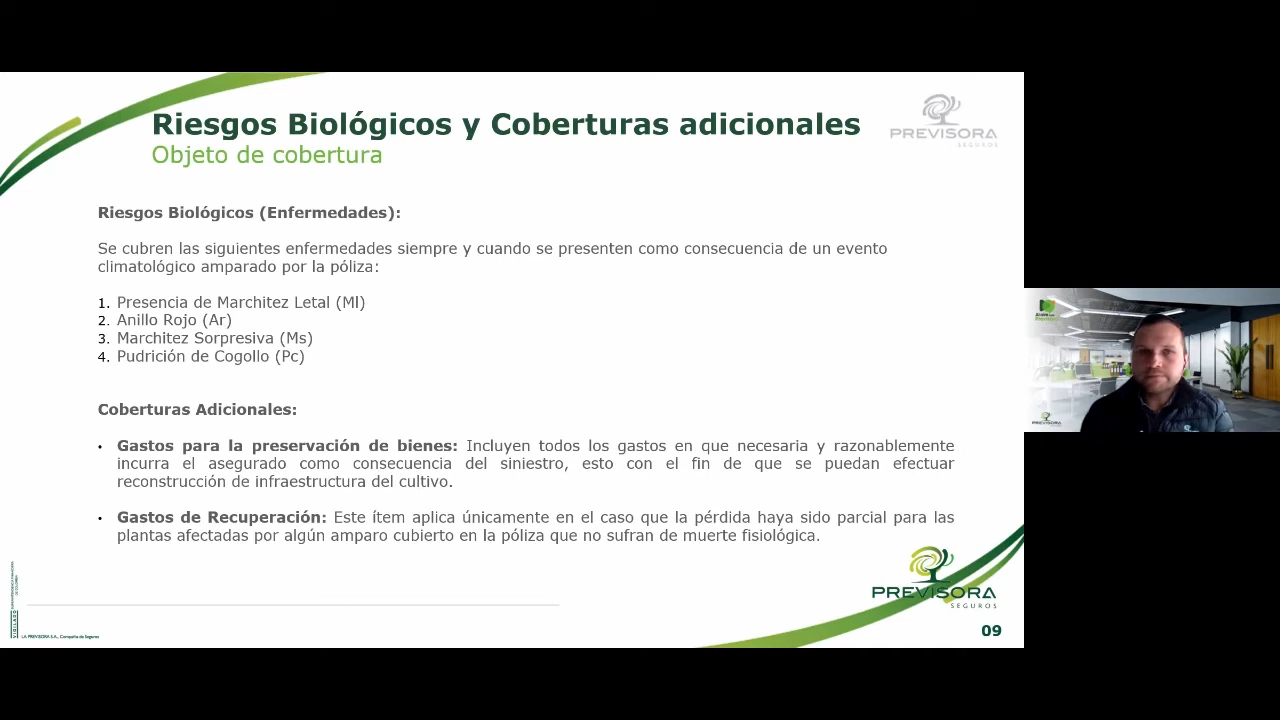 Riesgos Biológicos y Coberturas adicionales
Objeto de cobertura
PREVISORA
SEGUROS
Riesgos Biológicos (Enfermedades):
Se cubren las siguientes enfermedades siempre y cuando se presenten como consecuencia de un evento
climatológico amparado por la póliza:
1. Presencia de Marchitez Letal (Ml)
2. Anillo Rojo (Ar)
3. Marchitez Sorpresiva (Ms)
4. Pudrición de Cogollo (Pc)
Coberturas Adicionales:
• Gastos para la preservación de bienes: Incluyen todos los gastos en que necesaria y razonablemente
incurra el asegurado como consecuencia del siniestro, esto con el fin de que se puedan efectuar
reconstrucción de infraestructura del cultivo.
• Gastos de Recuperación: Este ítem aplica únicamente en el caso que la pérdida haya sido parcial para las
plantas afectadas por algún amparo cubierto en la póliza que no sufran de muerte fisiológica.
PREVISORA
SEGUROS
VIGILADO
LA PREVISORA S.A., Compañía de Seguros
09
PREVISORA